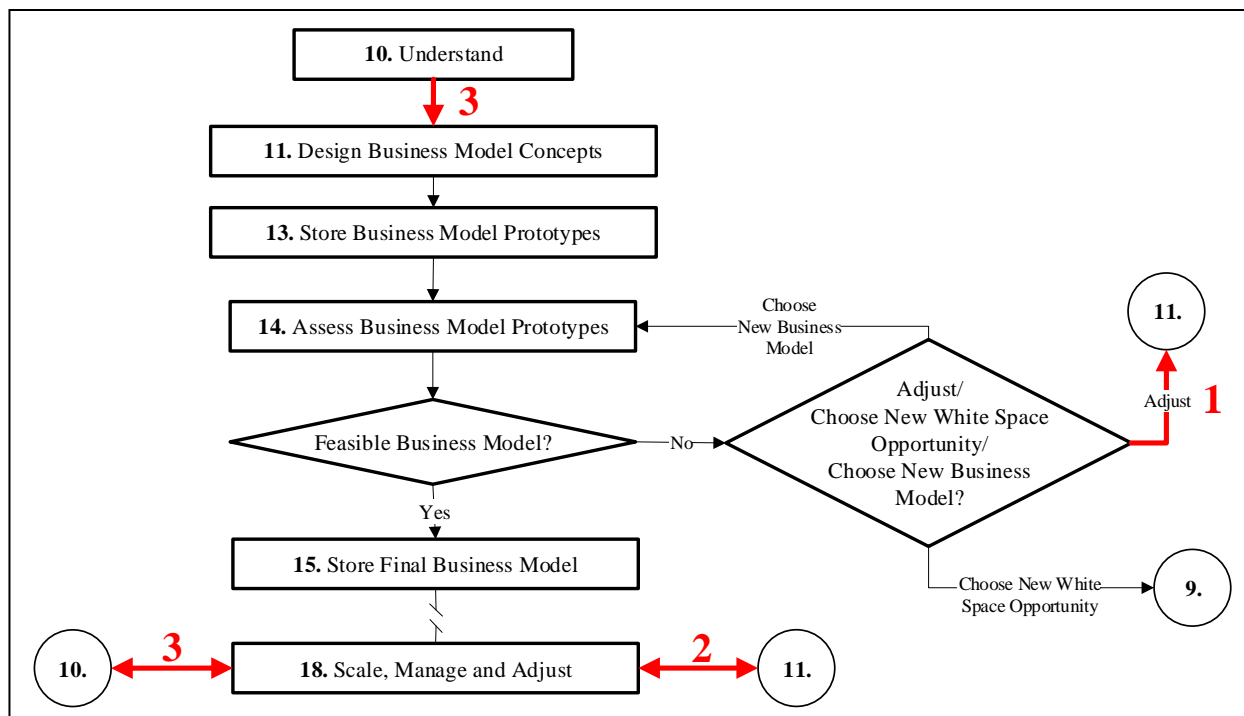 10. Understand
3
11. Design Business Model Concepts
13. Store Business Model Prototypes
14. Assess Business Model Prototypes
Choose
New Business
Model
11.
Adjust
1
Feasible Business Model?
No
Adjust/
Choose New White Space
Opportunity/
Choose New Business
Model?
Yes
15. Store Final Business Model
Choose New White
Space Opportunity
9.
10.
3
18. Scale, Manage and Adjust
2
11.